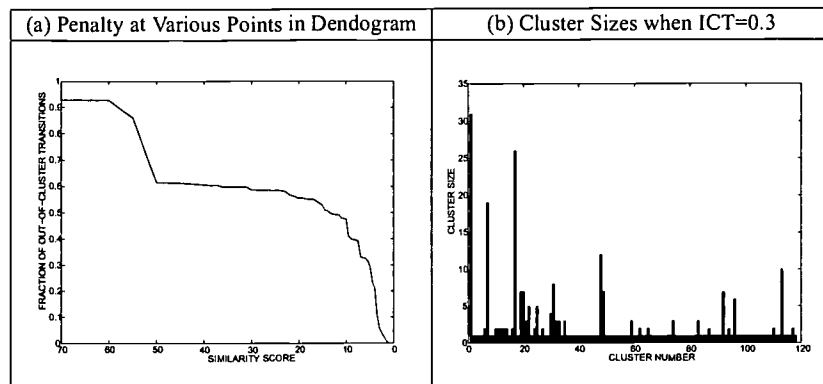 (a) Penalty at Various Points in Dendogram
(b) Cluster Sizes when ICT=0.3
1
0.9
0.8
0.7
0.6
0.5
0.4
0.3
0.2
0.1
0
FRACTION OF OUT-OF-CLUSTER TRANSITIONS
70 60 50 40 30 20 10 0
SIMILARITY SCORE
35
30
25
20
15
10
5
0
CLUSTER SIZE
0 20 40 60 80 100 120
CLUSTER NUMBER